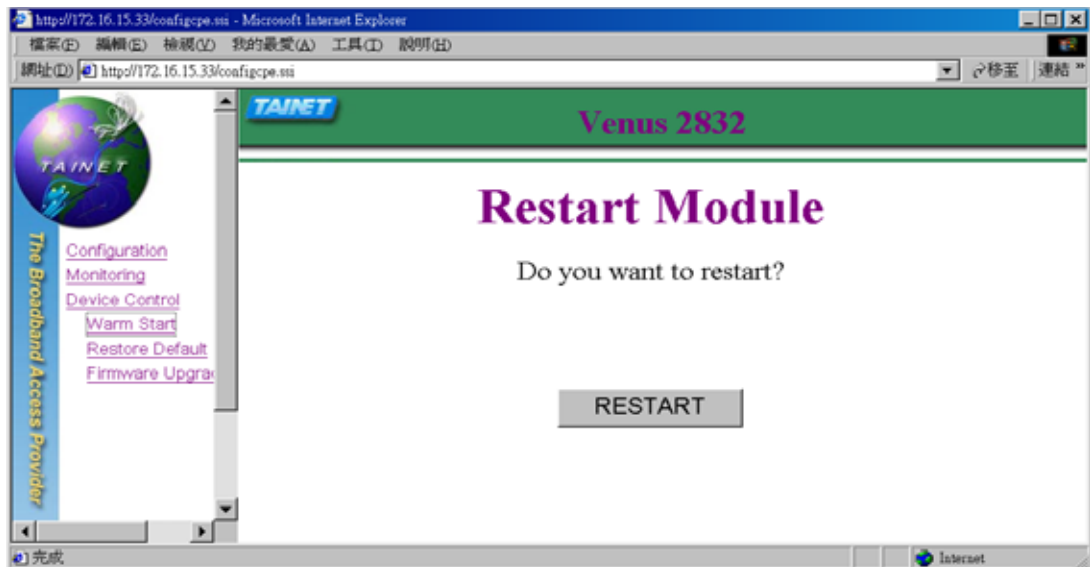 http://172.16.15.33/configcpe.ssi - Microsoft Internet Explorer
檔案(F) 編輯(E) 檢視(V) 我的最愛(A) 工具(T) 說明(H)
網址(D) http://172.16.15.33/configcpe.ssi 移至 連結 »
TAINET
The Broadband Access Provider
Configuration
Monitoring
Device Control
Warm Start
Restore Default
Firmware Upgra
TAINET
Venus 2832
Restart Module
Do you want to restart?
RESTART
完成 Internet